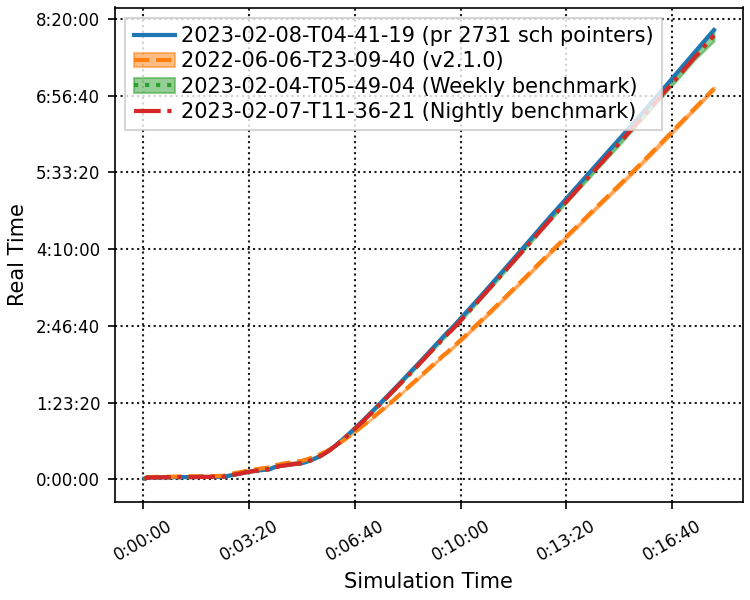 8:20:00
6:56:40
5:33:20
4:10:00
2:46:40
1:23:20
0:00:00
Real Time
2023-02-08-T04-41-19 (pr 2731 sch pointers)
2022-06-06-T23-09-40 (v2.1.0)
2023-02-04-T05-49-04 (Weekly benchmark)
2023-02-07-T11-36-21 (Nightly benchmark)
0:00:00
0:03:20
0:06:40
0:10:00
0:13:20
0:16:40
Simulation Time